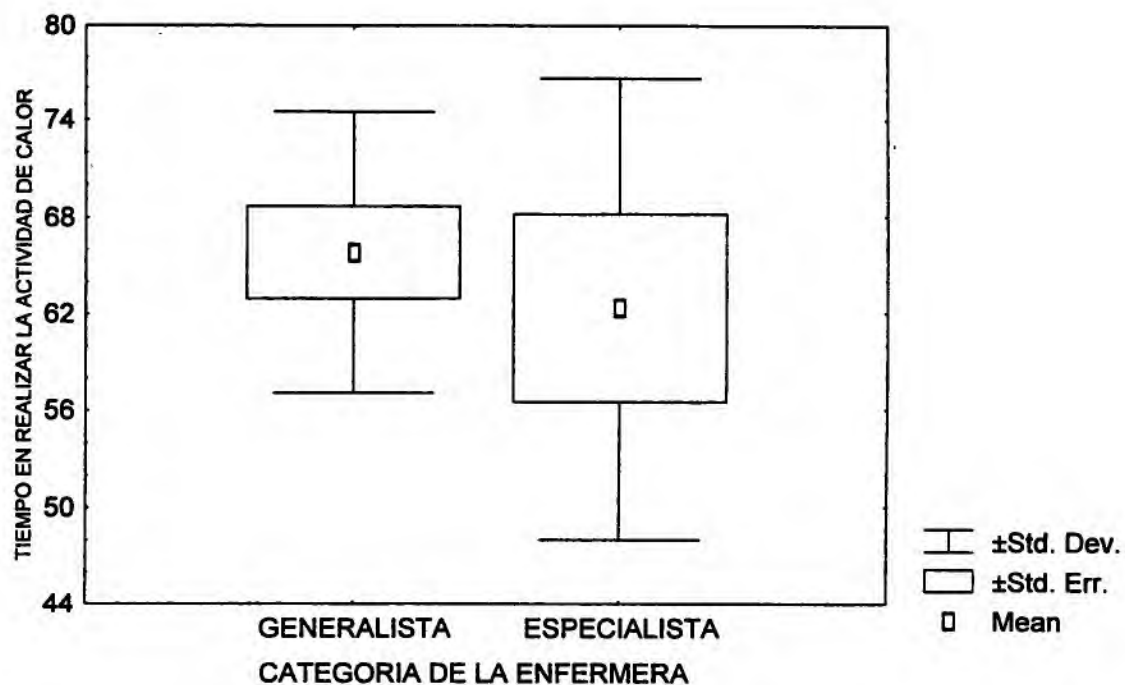 TIEMPO EN REALIZAR LA ACTIVIDAD DE CALOR
80
74
68
62
56
50
44
GENERALISTA ESPECIALISTA
CATEGORIA DE LA ENFERMERA
±Std. Dev.
±Std. Err.
Mean